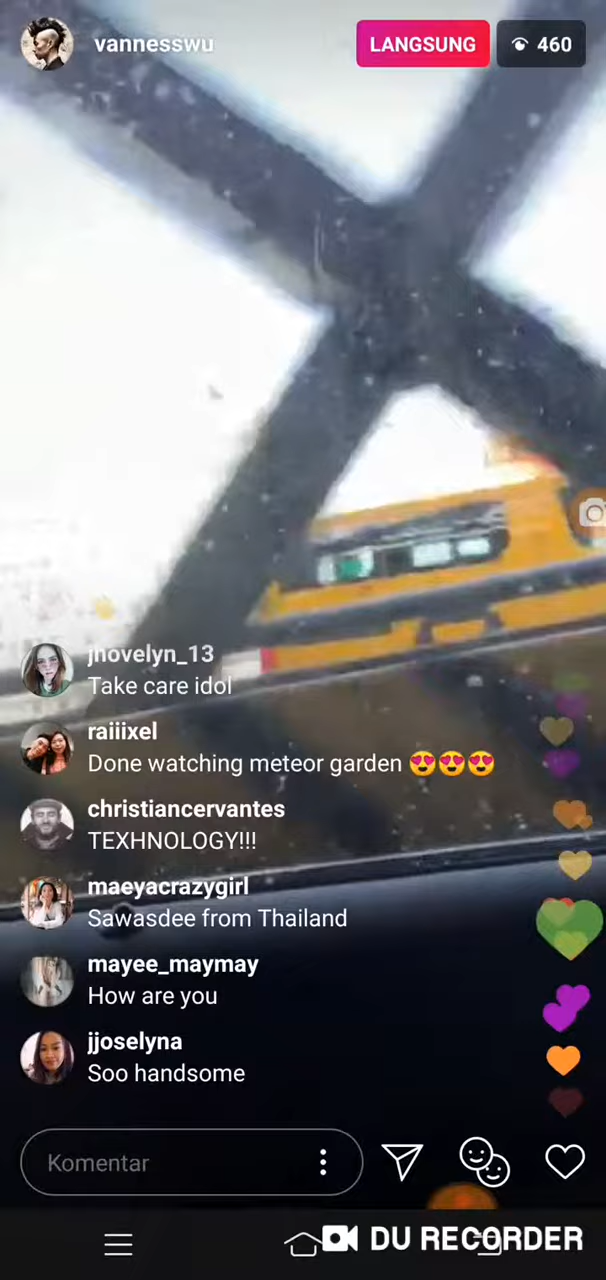 vannesswu
LANGSUNG
460
jhovelyn_13
Take care idol
raiiixel
Done watching meteor garden 😍😍😍
christiancervantes
TEXHNOLOGY!!!
maeyacrazygirl
Sawasdee from Thailand
mayee_maymay
How are you
jjoselyna
Soo handsome
Komentar
DU RECORDER